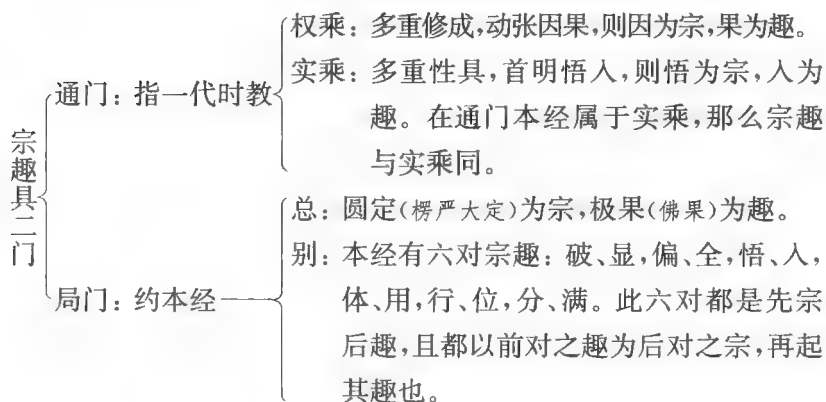 宗趣具二门
通门：指一代时教
权乘：多重修成，动张因果，则因为宗，果为趣。
实乘：多重性具，首明悟入，则悟为宗，入为
趣。在通门本经属于实乘，那么宗趣
与实乘同。
局门：约本经
总：圆定（楞严大定）为宗，极果（佛果）为趣。
别：本经有六对宗趣：破、显，偏、全，悟、入，
体、用，行、位，分、满。此六对都是先宗
后趣，且都以前对之趣为后对之宗，再起
其趣也。